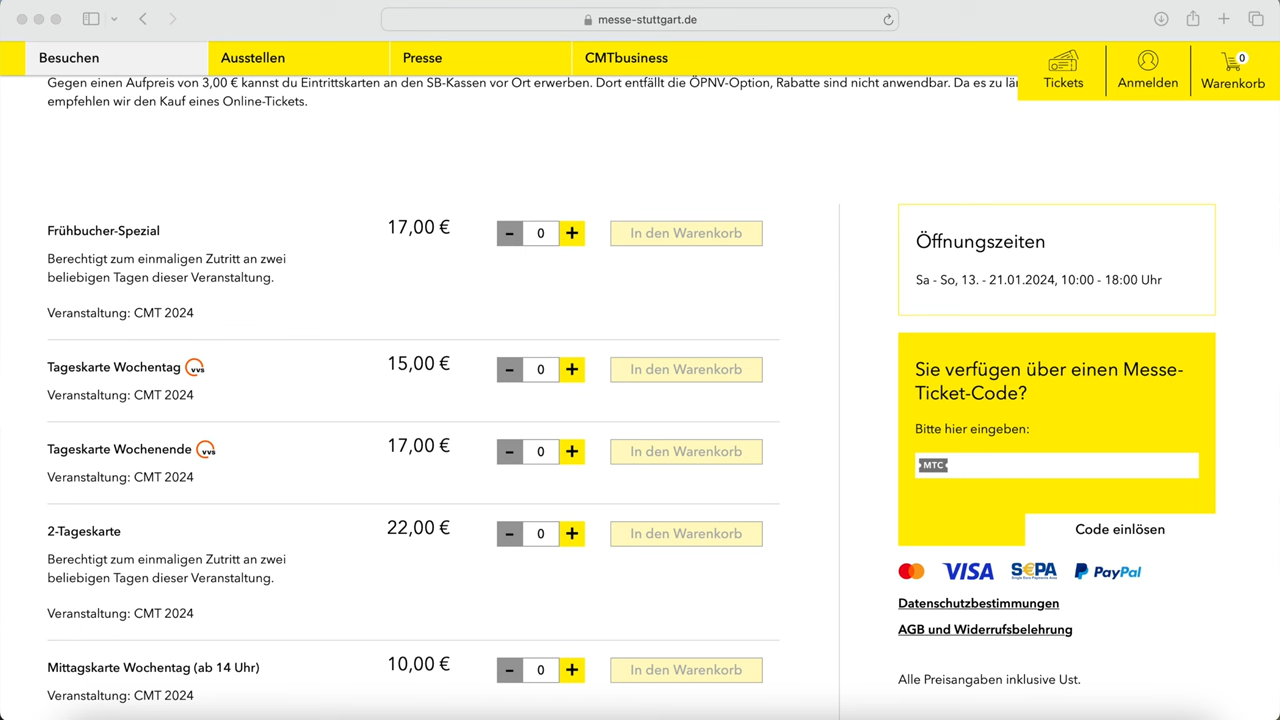 messe-stuttgart.de
Besuchen
Ausstellen
Presse
CMTbusiness
Tickets
Anmelden
0
Warenkorb
Gegen einen Aufpreis von 3,00 € kannst du Eintrittskarten an den SB-Kassen vor Ort erwerben. Dort entfällt die ÖPNV-Option, Rabatte sind nicht anwendbar. Da es zu
empfehlen wir den Kauf eines Online-Tickets.
Frühbucher-Spezial
17,00 €
- 0 +
In den Warenkorb
Berechtigt zum einmaligen Zutritt an zwei
beliebigen Tagen dieser Veranstaltung.
Veranstaltung: CMT 2024
Tageskarte Wochentag vvs
15,00 €
- 0 +
In den Warenkorb
Veranstaltung: CMT 2024
Tageskarte Wochenende vvs
17,00 €
- 0 +
In den Warenkorb
Veranstaltung: CMT 2024
2-Tageskarte
22,00 €
- 0 +
In den Warenkorb
Berechtigt zum einmaligen Zutritt an zwei
beliebigen Tagen dieser Veranstaltung.
Veranstaltung: CMT 2024
Mittagskarte Wochentag (ab 14 Uhr)
10,00 €
- 0 +
In den Warenkorb
Veranstaltung: CMT 2024
Öffnungszeiten
Sa - So, 13. - 21.01.2024, 10:00 - 18:00 Uhr
Sie verfügen über einen Messe-
Ticket-Code?
Bitte hier eingeben:
MTC
Code einlösen
VISA
S€PA
PayPal
Datenschutzbestimmungen
AGB und Widerrufsbelehrung
Alle Preisangaben inklusive Ust.